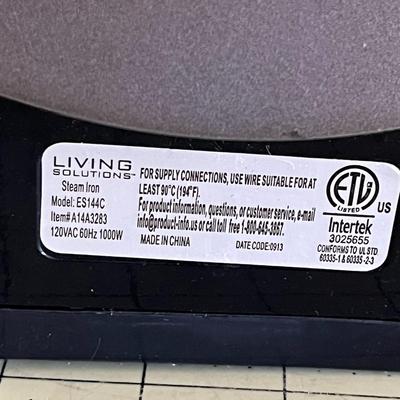 LIVING
SOLUTIONS™
Steam Iron
Model: ES144C
Item#A14A3283
120VAC 60Hz 1000W
FOR SUPPLY CONNECTIONS, USE WIRE SUITABLE FOR AT
LEAST 90°C (194°F).
For product information, questions, or customer service, e-mail
info@product-info.us or call toll free 1-800-645-3867.
MADE IN CHINA DATE CODE:0913
ETL
LISTED
US
Intertek
3025655
CONFORMS TO UL STD
60335-1 & 60335 -2-3